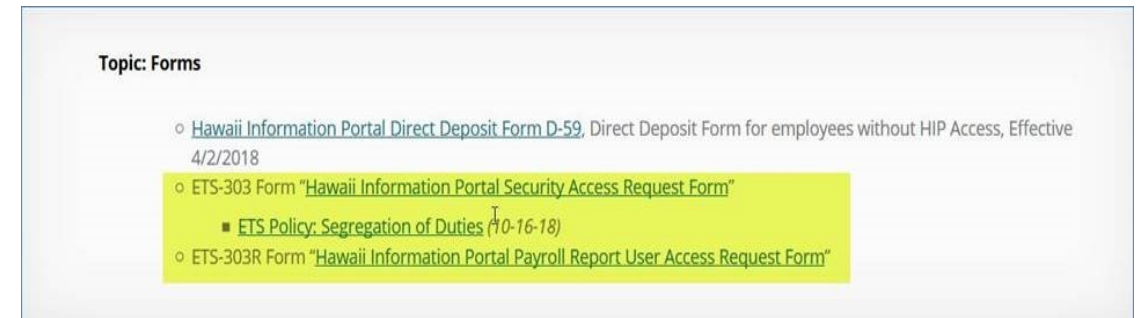 Topic: Forms
Hawaii Information Portal Direct Deposit Form D-59, Direct Deposit Form for employees without HIP Access, Effective
4/2/2018
ETS-303 Form “Hawaii Information Portal Security Access Request Form”
ETS Policy: Segregation of Duties (10-16-18)
ETS-303R Form “Hawaii Information Portal Payroll Report User Access Request Form”